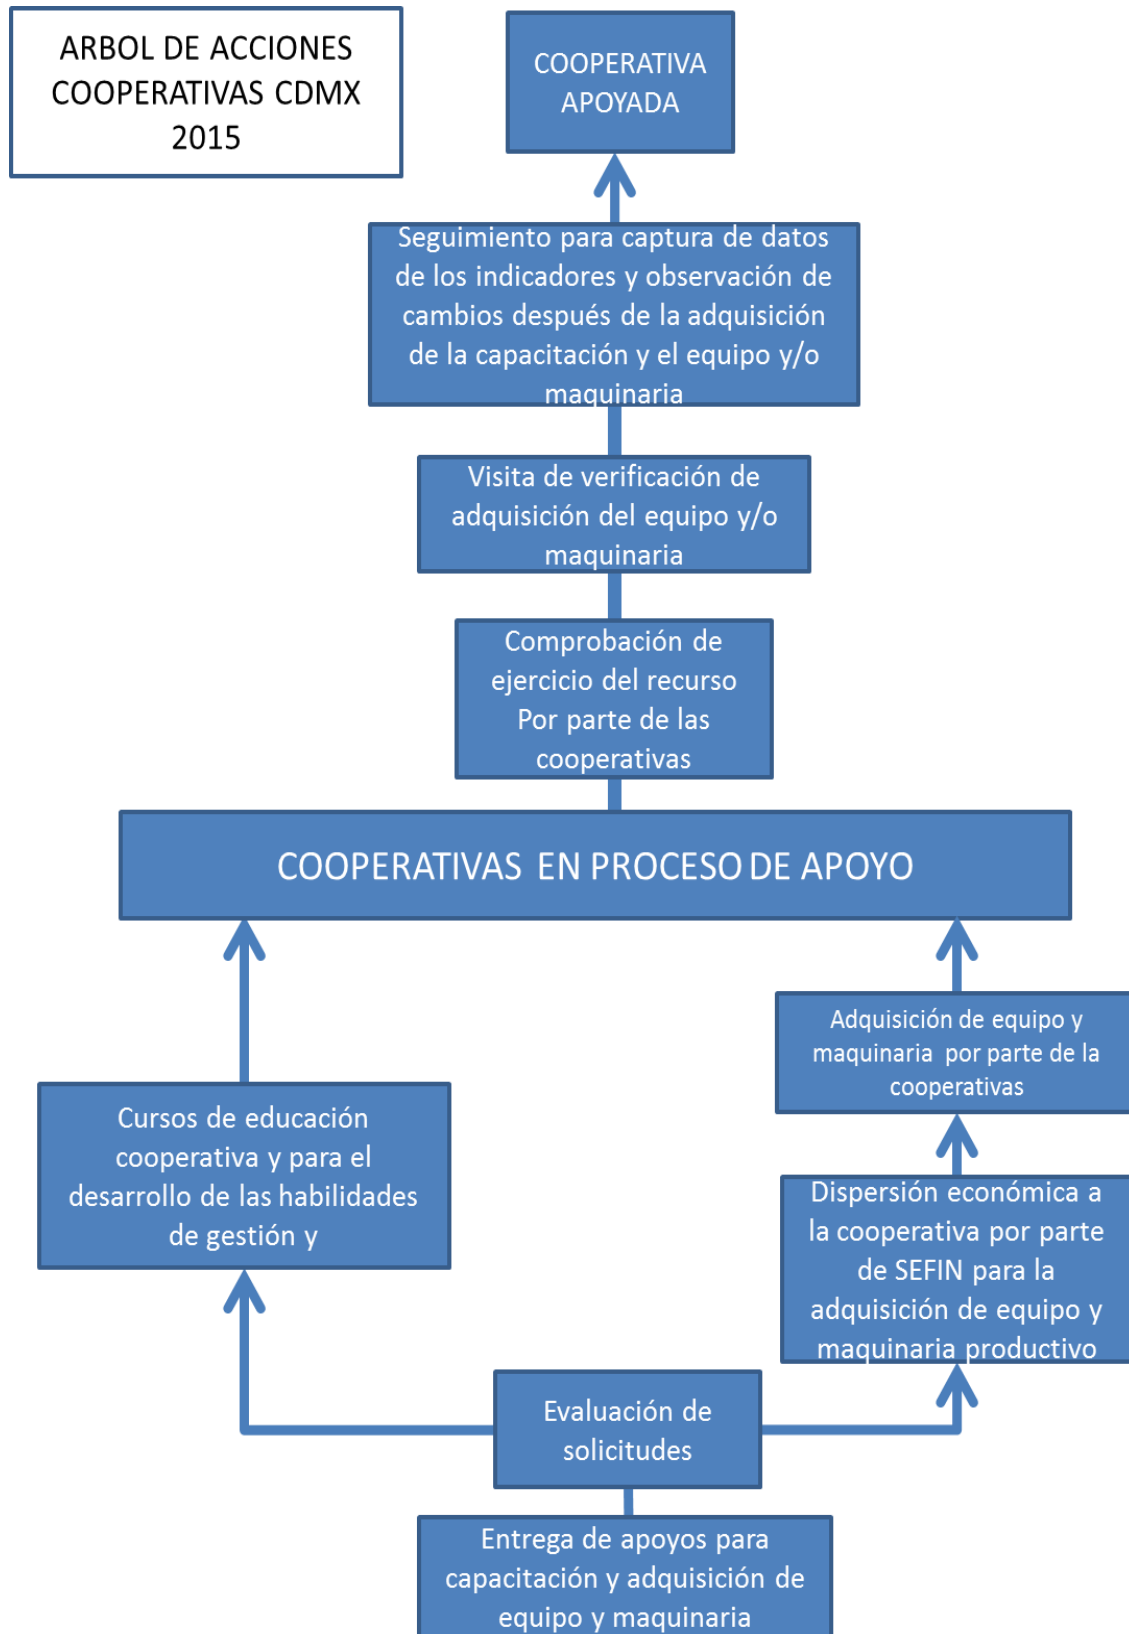 ARBOL DE ACCIONES
COOPERATIVAS CDMX
2015
COOPERATIVA
APOYADA
Seguimiento para captura de datos
de los indicadores y observación de
cambios después de la adquisición
de la capacitación y el equipo y/o
maquinaria
Visita de verificación de
adquisición del equipo y/o
maquinaria
Comprobación de
ejercicio del recurso
Por parte de las
cooperativas
COOPERATIVAS EN PROCESO DE APOYO
Adquisición de equipo y
maquinaria por parte de la
cooperativas
Cursos de educación
cooperativa y para el
desarrollo de las habilidades
de gestión y
Dispersión económica a
la cooperativa por parte
de SEFIN para la
adquisición de equipo y
maquinaria productivo
Evaluación de
solicitudes
Entrega de apoyos para
capacitación y adquisición de
equipo y maquinaria